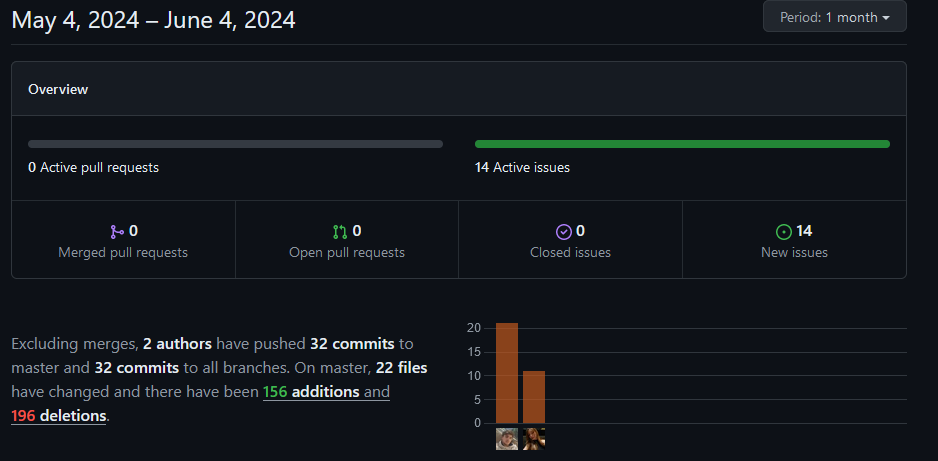 May 4, 2024 – June 4, 2024
Period: 1 month
Overview
0 Active pull requests
14 Active issues
0
Merged pull requests
0
Open pull requests
0
Closed issues
14
New issues
Excluding merges, 2 authors have pushed 32 commits to
master and 32 commits to all branches. On master, 22 files
have changed and there have been 156 additions and
196 deletions.
20
15
10
5
0